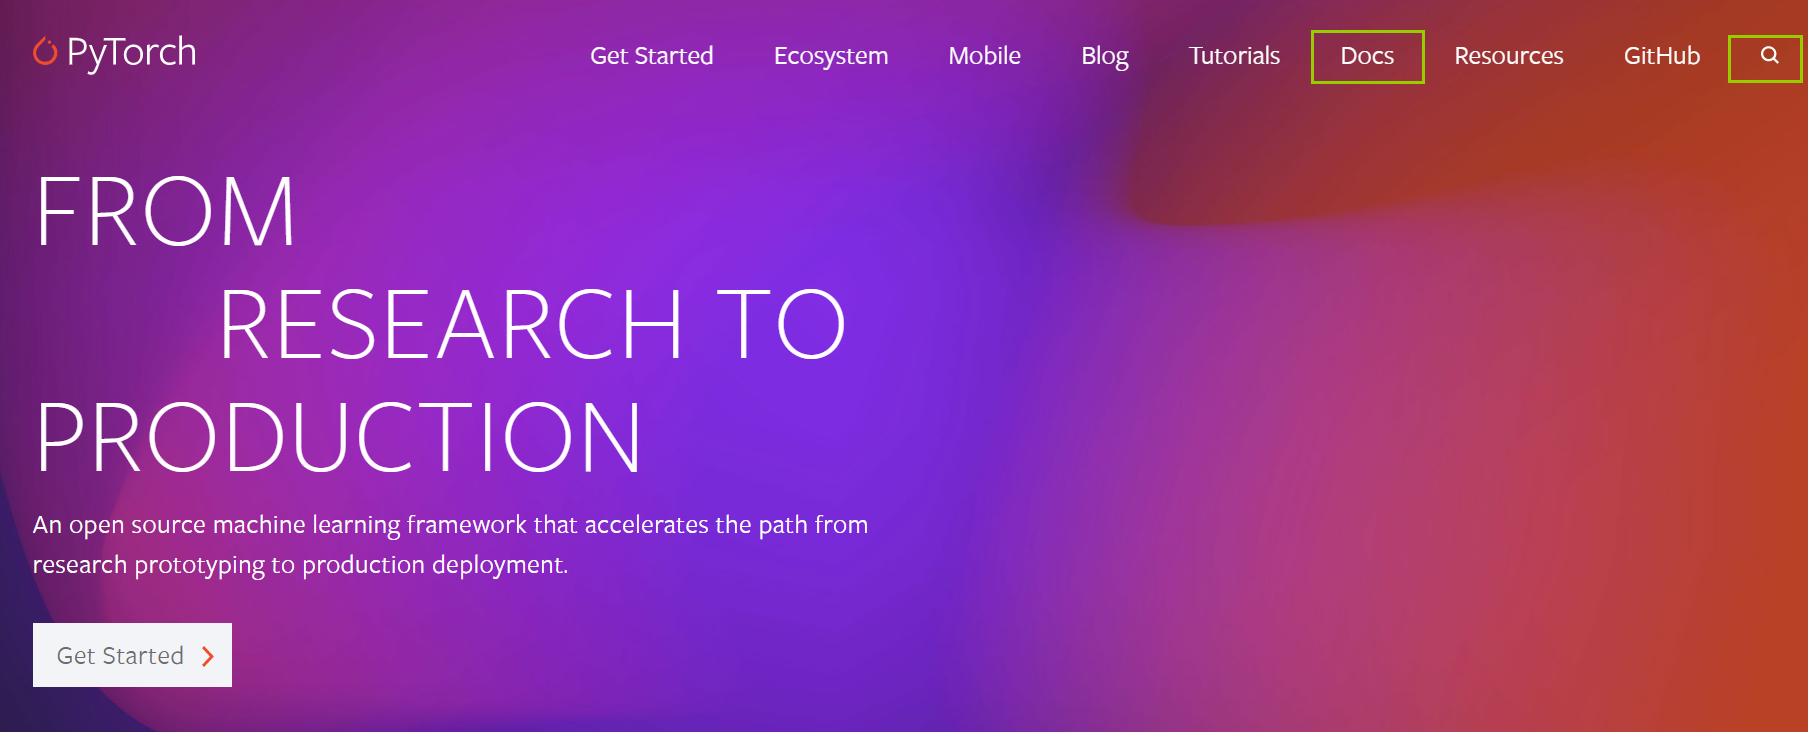 PyTorch
Get Started Ecosystem Mobile Blog Tutorials Docs Resources GitHub
FROM
RESEARCH TO
PRODUCTION
An open source machine learning framework that accelerates the path from
research prototyping to production deployment.
Get Started